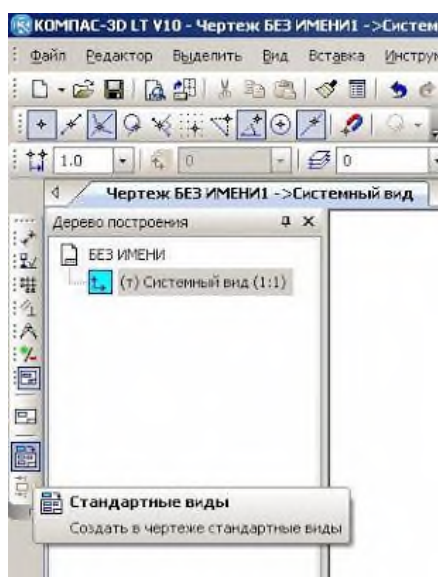 КОМПАС-3D LT V10 - Чертеж БЕЗ ИМЕНИ1 ->Систем
Файл Редактор Выделить Вид Вставка Инстру
1.0 0 0
Чертеж БЕЗ ИМЕНИ1 ->Системный вид
Дерево построения
БЕЗ ИМЕНИ
(т) Системный вид (1:1)
Стандартные виды
Создать в чертеже стандартные виды